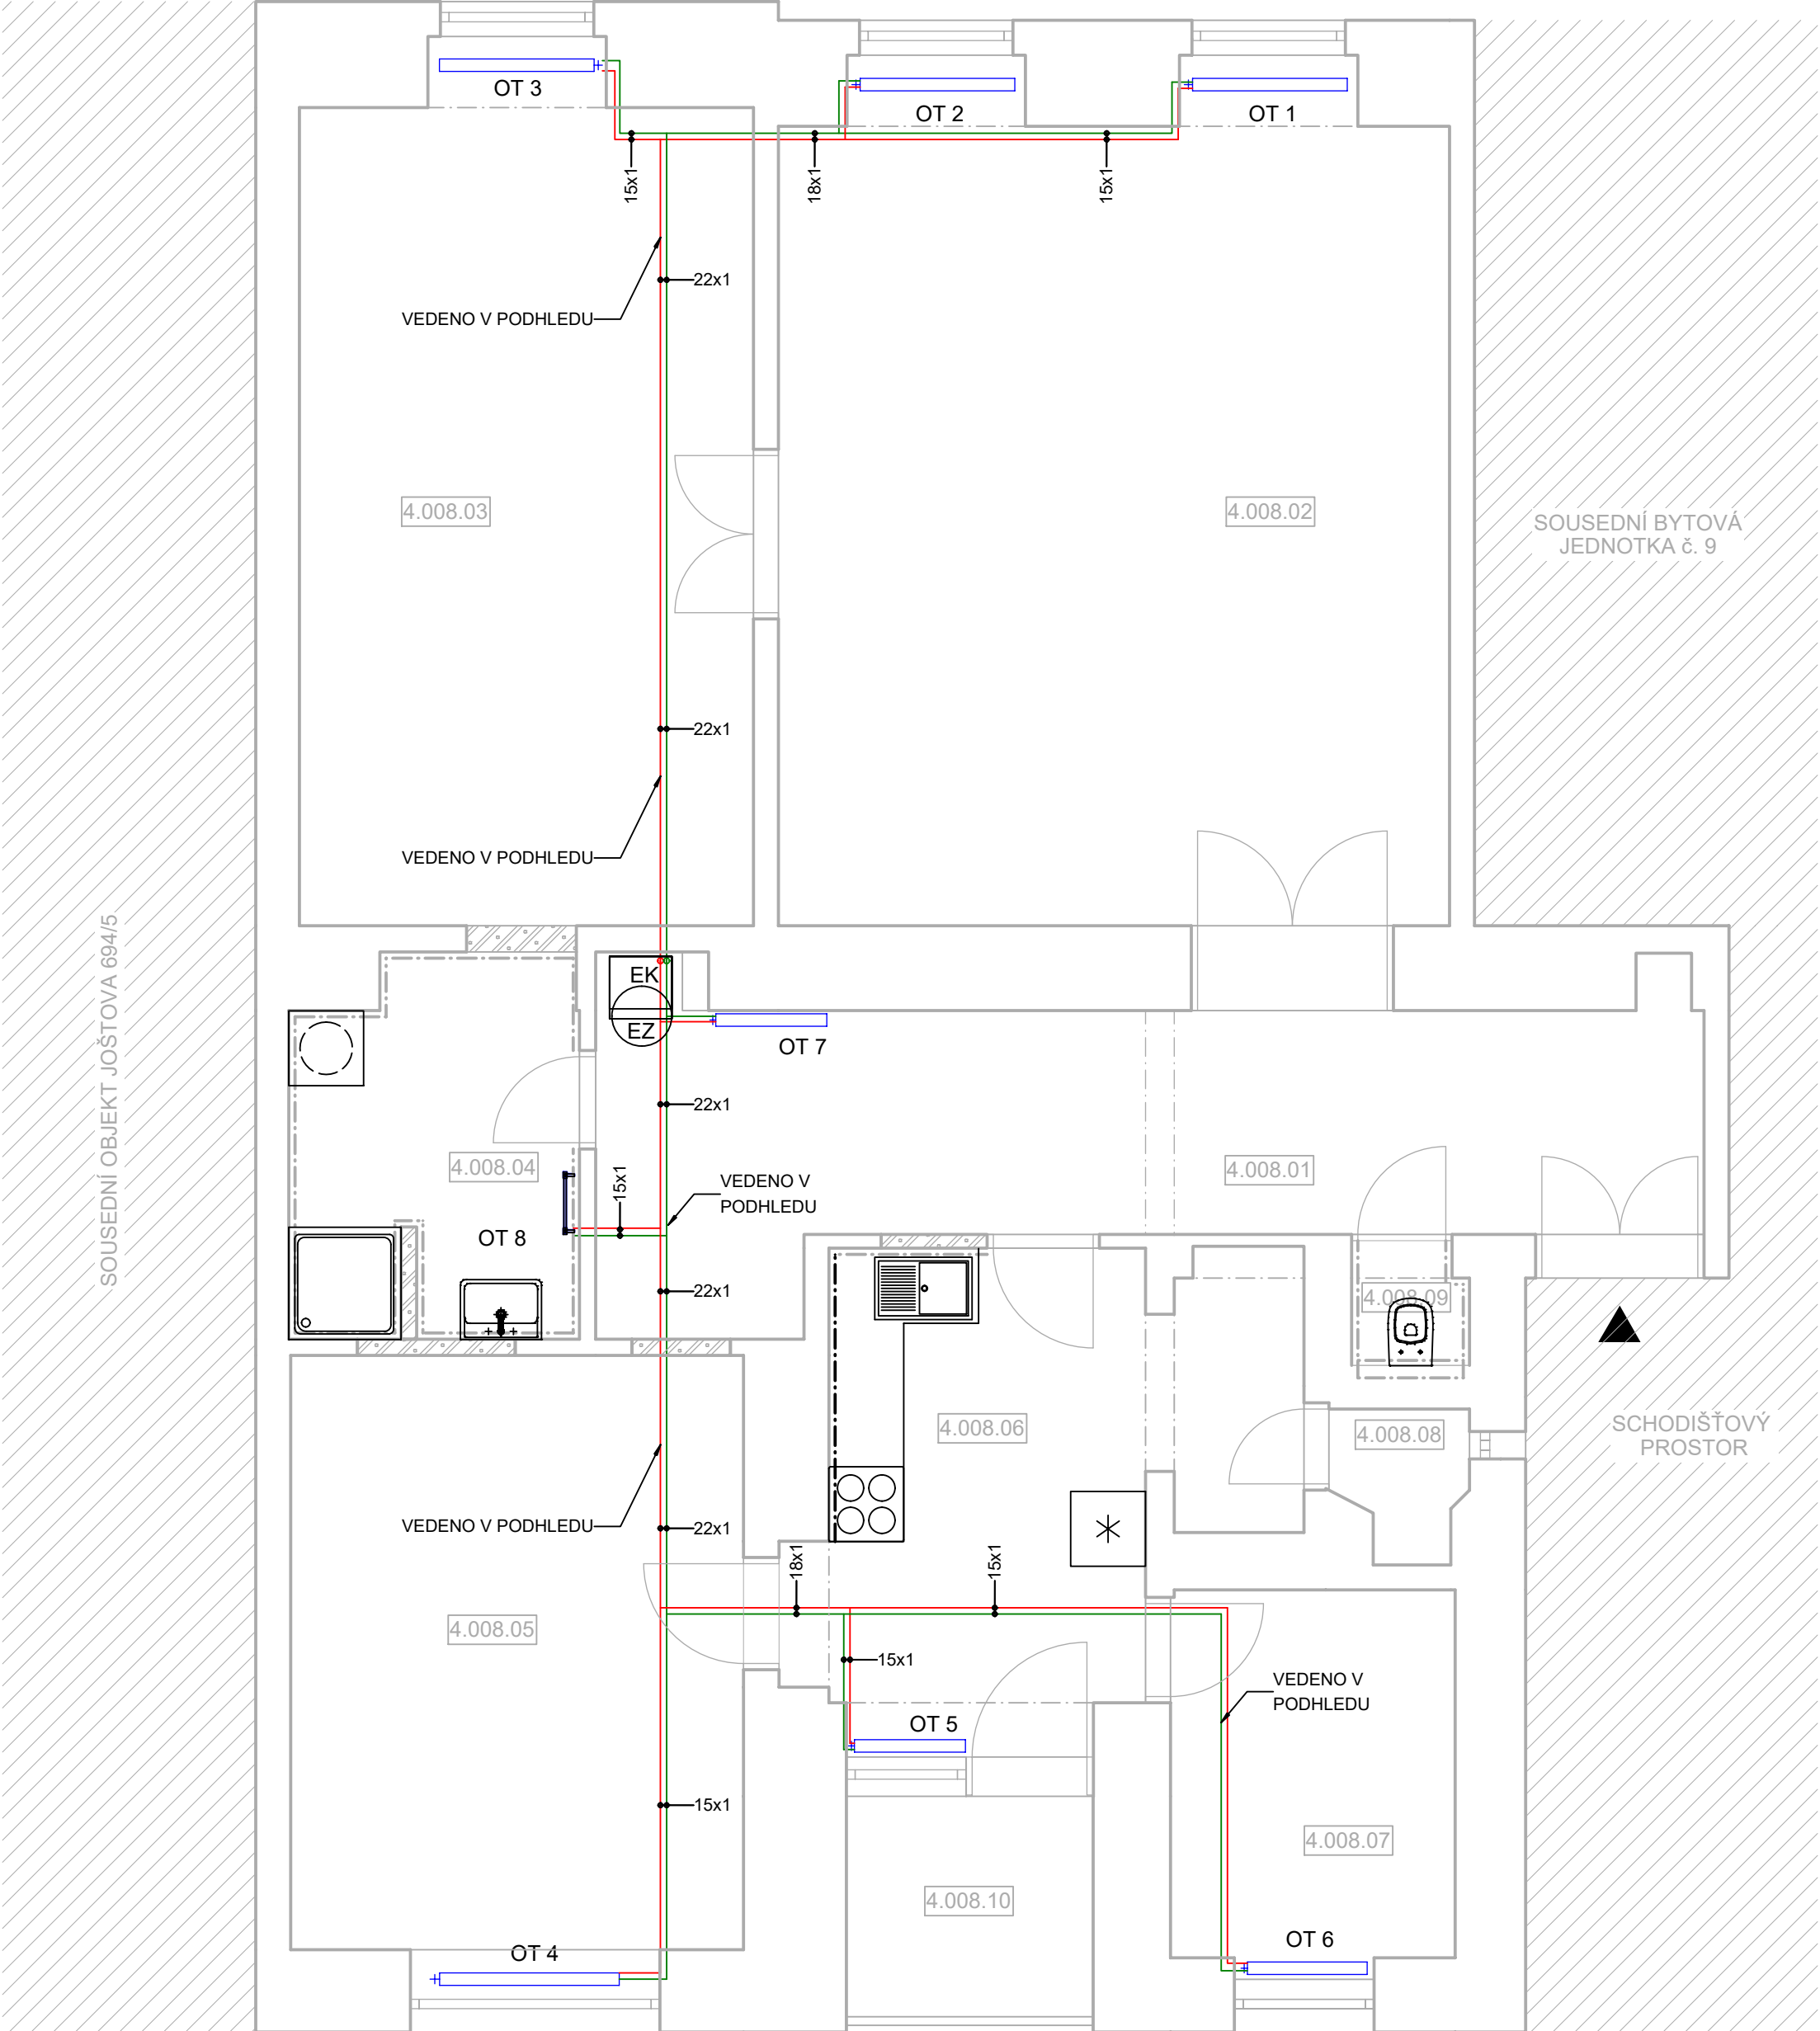 OT 3
OT 2
OT 1
15x1
18x1
15x1
22x1
VEDENO V PODHLEDU
4.008.03
4.008.02
SOUSEDNÍ BYTOVÁ
JEDNOTKA č. 9
22x1
VEDENO V PODHLEDU
SOUSEDNÍ OBJEKT JOŠTOVA 694/5
EK
EZ
OT 7
22x1
4.008.04
15x1
VEDENO V
PODHLEDU
4.008.01
OT 8
22x1
4.008.09
4.008.06
4.008.08
SCHODIŠŤOVÝ
PROSTOR
VEDENO V PODHLEDU
22x1
18x1
15x1
4.008.05
15x1
VEDENO V
PODHLEDU
OT 5
15x1
4.008.07
4.008.10
OT 4
OT 6